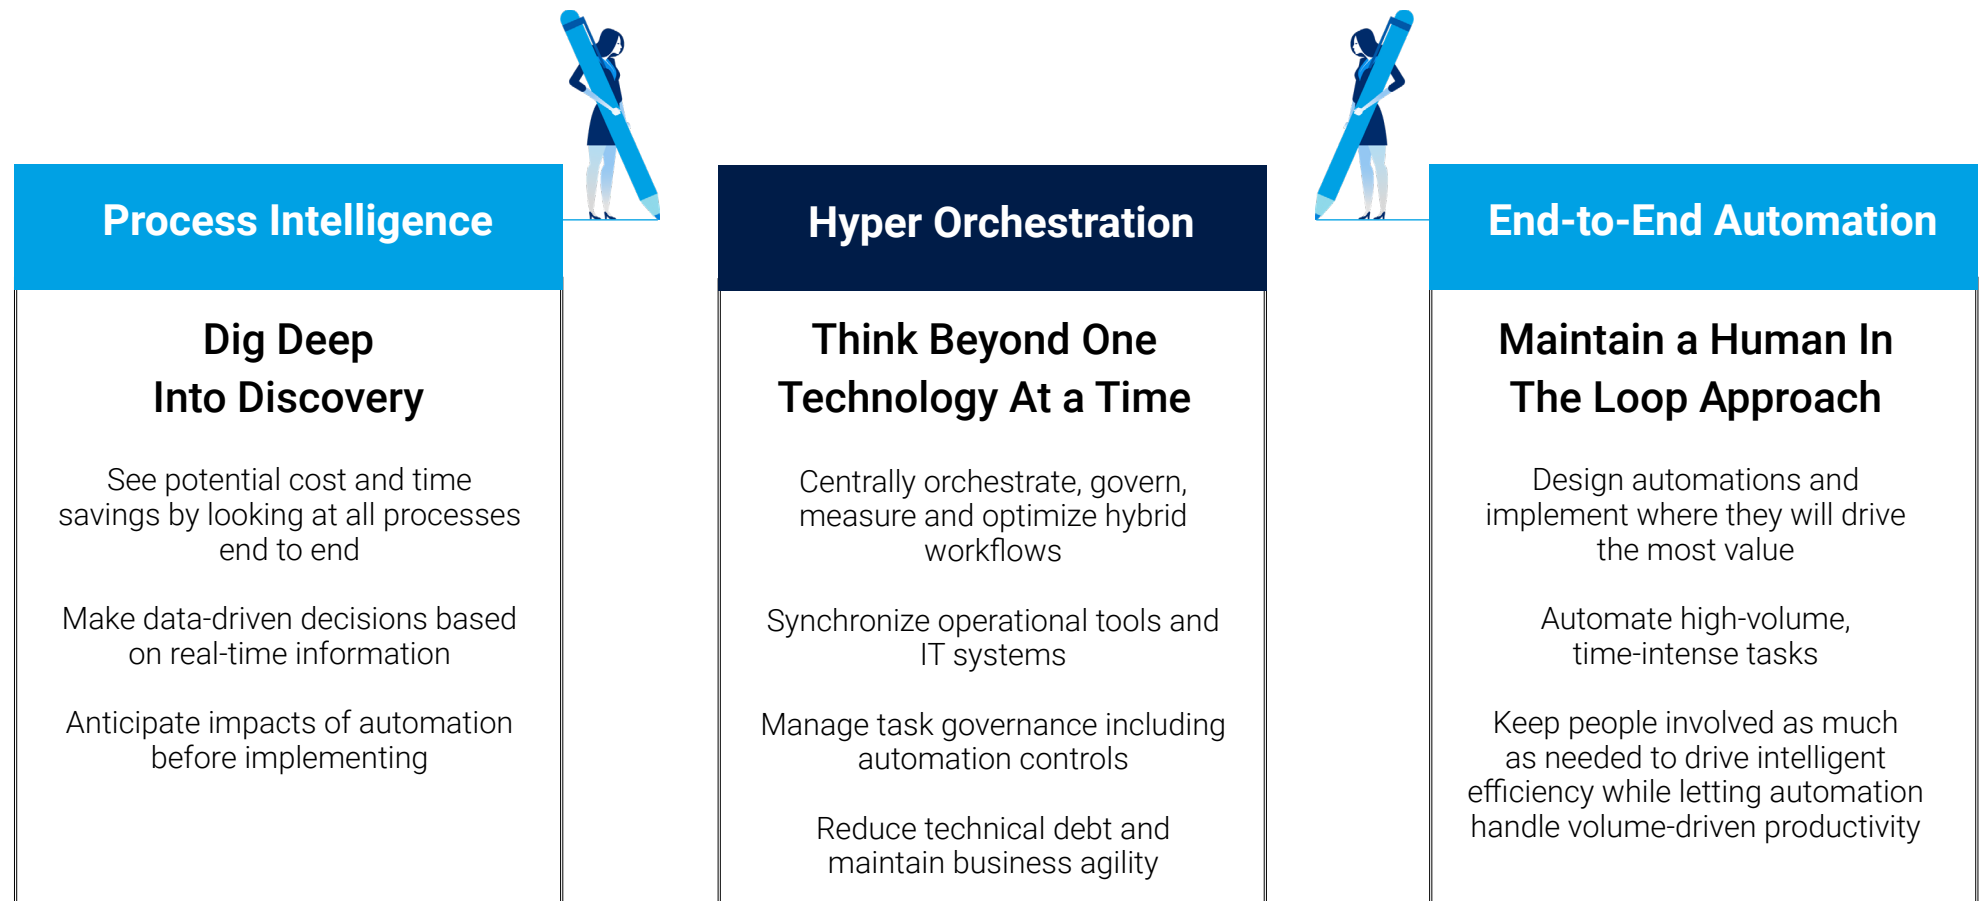 Process Intelligence
Dig Deep
Into Discovery
See potential cost and time
savings by looking at all processes
end to end
Make data-driven decisions based
on real-time information
Anticipate impacts of automation
before implementing
Hyper Orchestration
Think Beyond One
Technology At a Time
Centrally orchestrate, govern,
measure and optimize hybrid
workflows
Synchronize operational tools and
IT systems
Manage task governance including
automation controls
Reduce technical debt and
maintain business agility
End-to-End Automation
Maintain a Human In
The Loop Approach
Design automations and
implement where they will drive
the most value
Automate high-volume,
time-intense tasks
Keep people involved as much
as needed to drive intelligent
efficiency while letting automation
handle volume-driven productivity